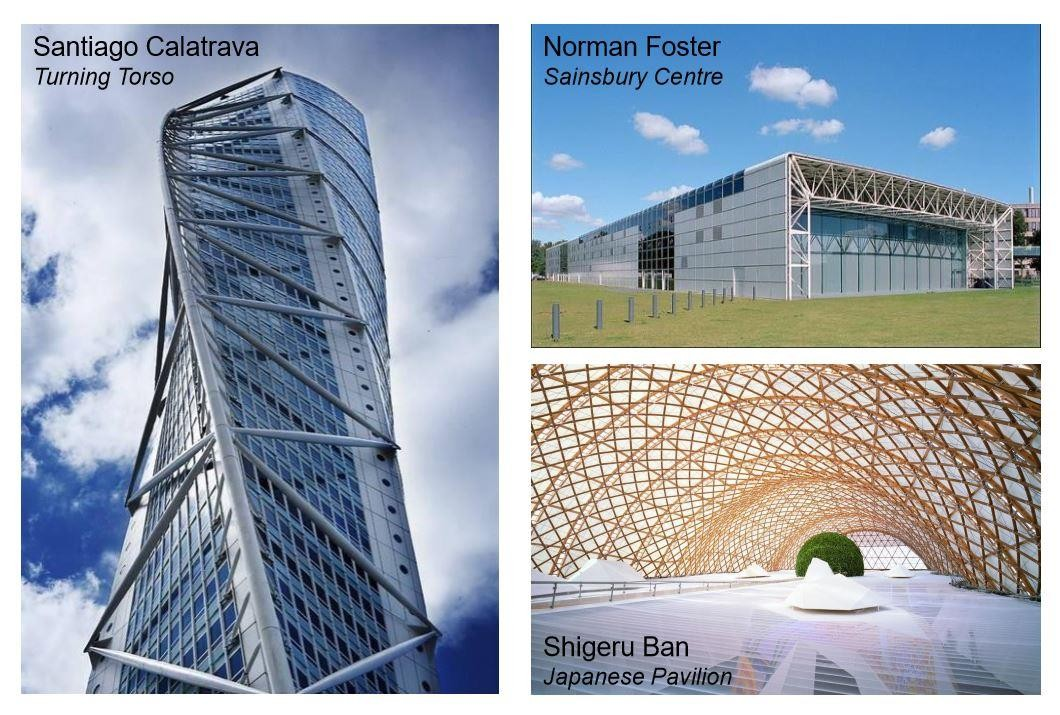 Santiago Calatrava
Turning Torso
Norman Foster
Sainsbury Centre
Shigeru Ban
Japanese Pavilion